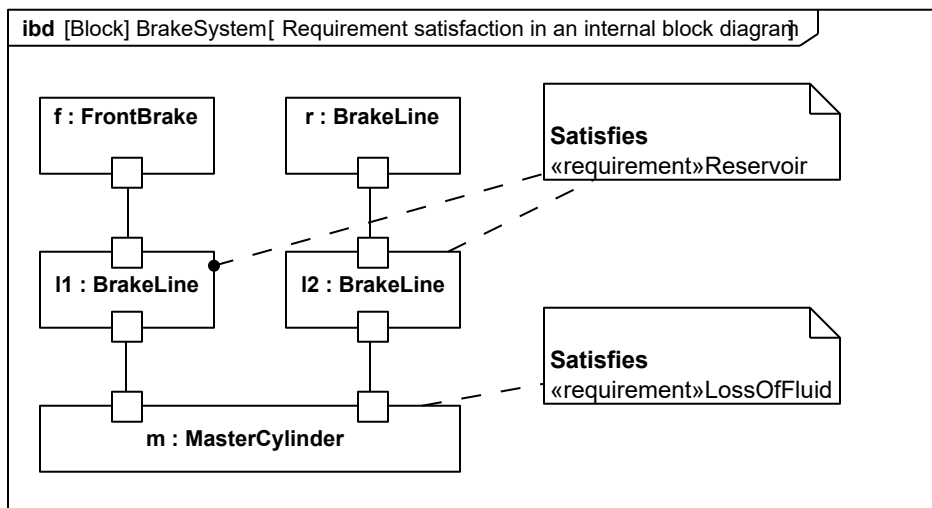 ibd [Block] BrakeSystem[ Requirement satisfaction in an internal block diagram]
f : FrontBrake
r : BrakeLine
Satisfies
«requirement»Reservoir
l1 : BrakeLine
l2 : BrakeLine
Satisfies
«requirement»LossOfFluid
m : MasterCylinder